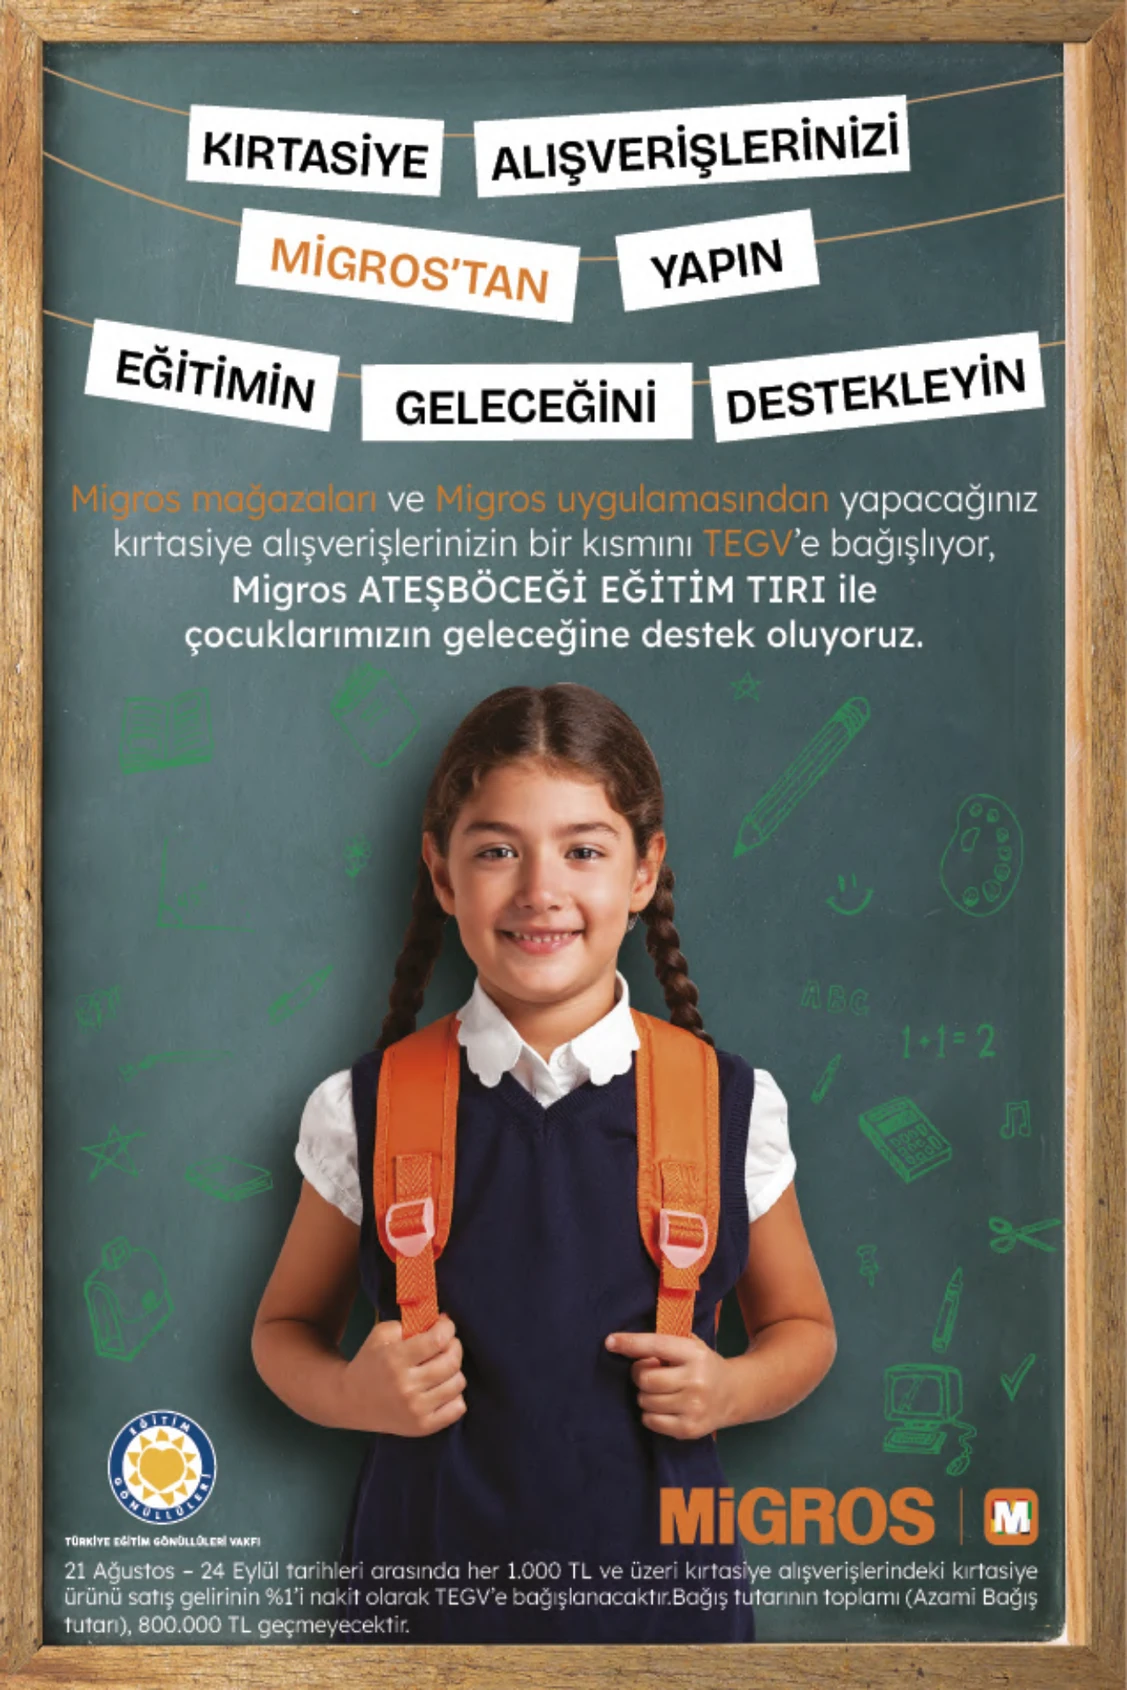 KIRTASİYE ALIŞVERİŞLERİNİZİ
MİGROS'TAN YAPIN
EĞİTİMİN GELECEĞİNİ DESTEKLEYİN
Migros mağazaları ve Migros uygulamasından yapacağınız
kırtasiye alışverişlerinizin bir kısmını TEGV'e bağışlıyor,
Migros ATEŞBÖCEĞİ EĞİTİM TIRI ile
çocuklarımızın geleceğine destek oluyoruz.
ABC
1+1=2
EĞİTİM
GÖNÜLLÜLERİ
TÜRKİYE EĞİTİM GÖNÜLLÜLERİ VAKFI
MiGROS | M
21 Ağustos – 24 Eylül tarihleri arasında her 1.000 TL ve üzeri kırtasiye alışverişlerindeki kırtasiye
ürünü satış gelirinin %1'i nakit olarak TEGV'e bağışlanacaktır.Bağış tutarının toplamı (Azami Bağış
tutarı), 800.000 TL geçmeyecektir.